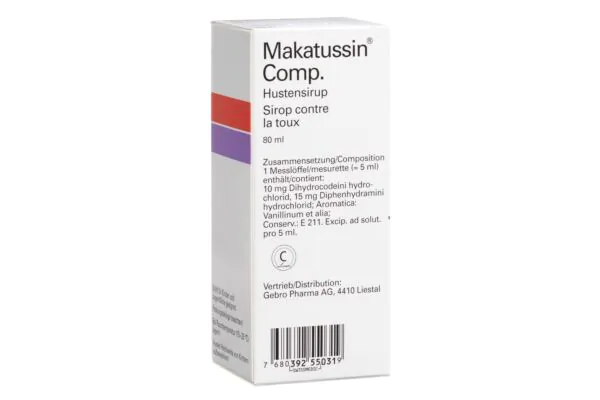 Makatussin®
Comp.
Hustensirup
Sirop contre
la toux
80 ml
Zusammensetzung/Composition
1 Messlöffel/mesurette (= 5 ml)
enthält/contient:
10 mg Dihydrocodeini hydro-
chlorid, 15 mg Diphenhydramini
hydrochlorid; Aromatica:
Vanillinum et alia;
Conserv.: E 211. Excip. ad solut.
pro 5 ml.
C
Vertrieb/Distribution:
Gebro Pharma AG, 4410 Liestal
7 680392 550319